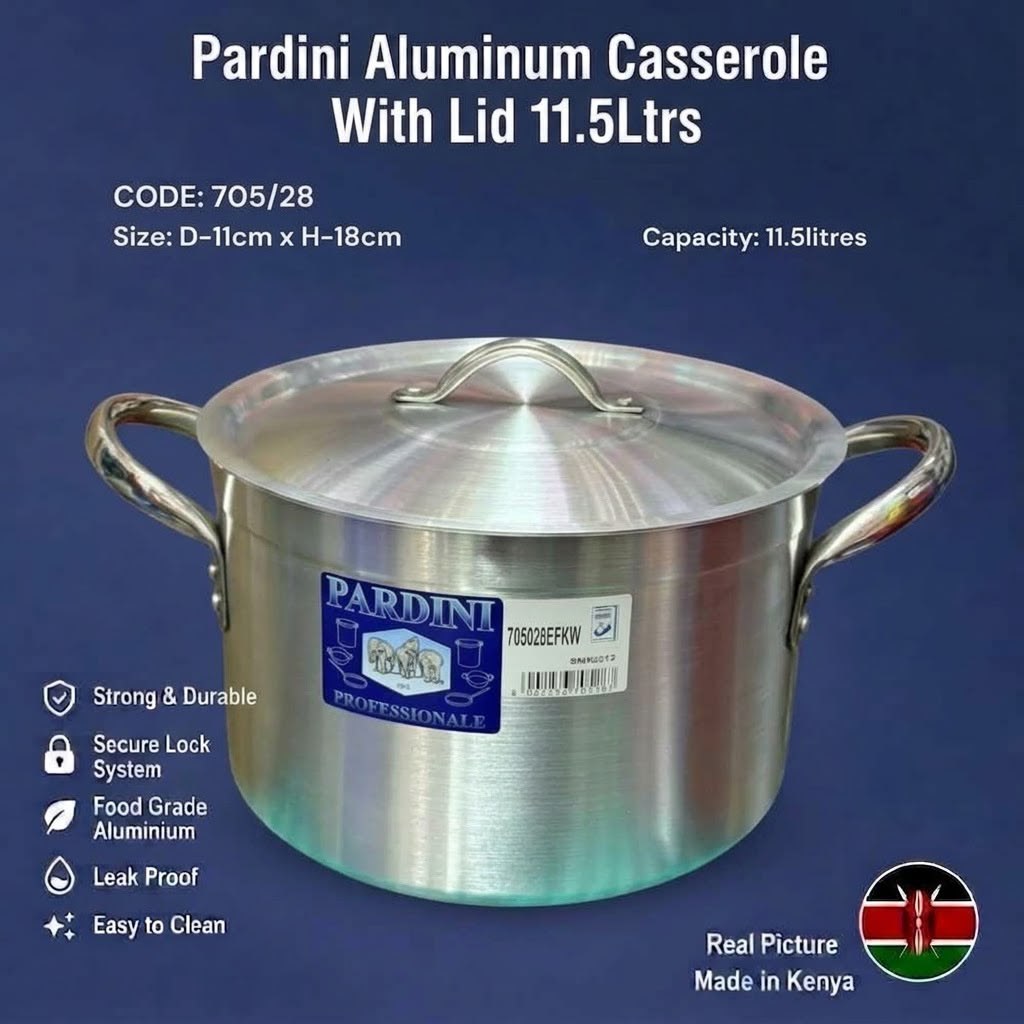 Pardini Aluminum Casserole
With Lid 11.5Ltrs
CODE: 705/28
Size: D-11cm x H-18cm
Capacity: 11.5litres
PARDINI
PROFESSIONALE
705028EFKW
Strong & Durable
Secure Lock
System
Food Grade
Aluminium
Leak Proof
Easy to Clean
Real Picture
Made in Kenya